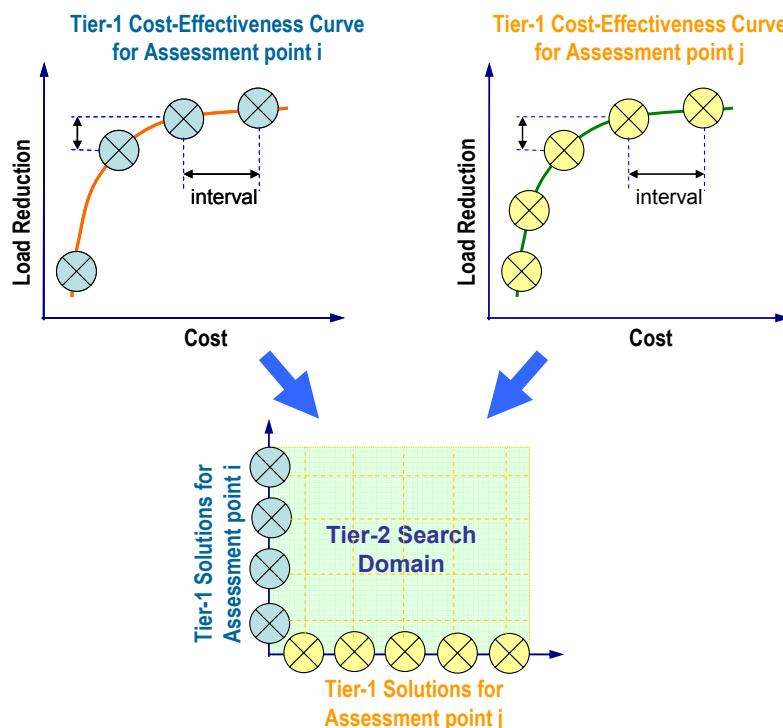 Tier-1 Cost-Effectiveness Curve
for Assessment point i
Load Reduction
interval
Cost
Tier-1 Cost-Effectiveness Curve
for Assessment point j
Load Reduction
interval
Cost
Tier-1 Solutions for
Assessment point i
Tier-2 Search
Domain
Tier-1 Solutions for
Assessment point j